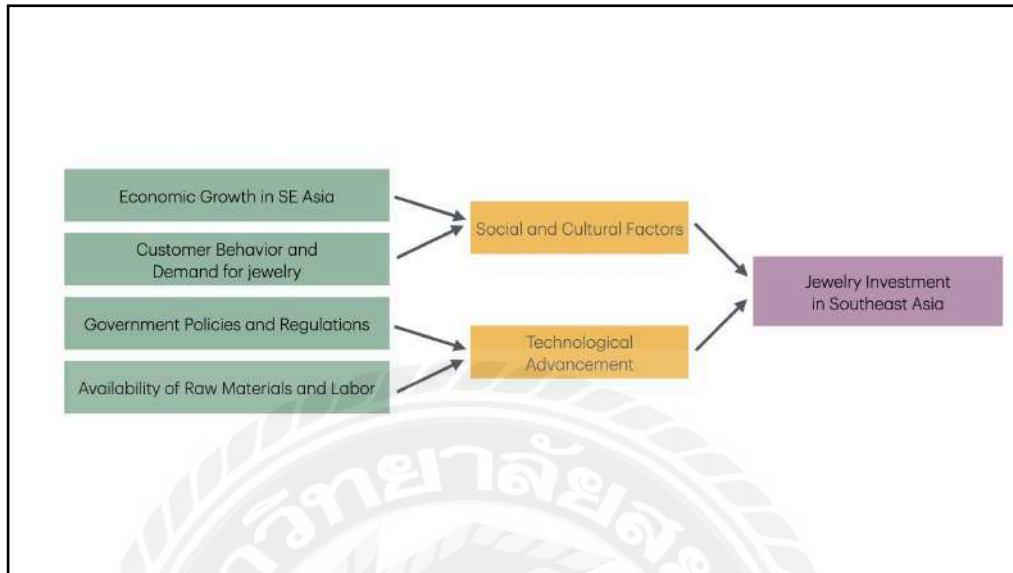 Economic Growth in SE Asia
Customer Behavior and
Demand for jewelry
Government Policies and Regulations
Availability of Raw Materials and Labor
Social and Cultural Factors
Technological
Advancement
Jewelry Investment
in Southeast Asia